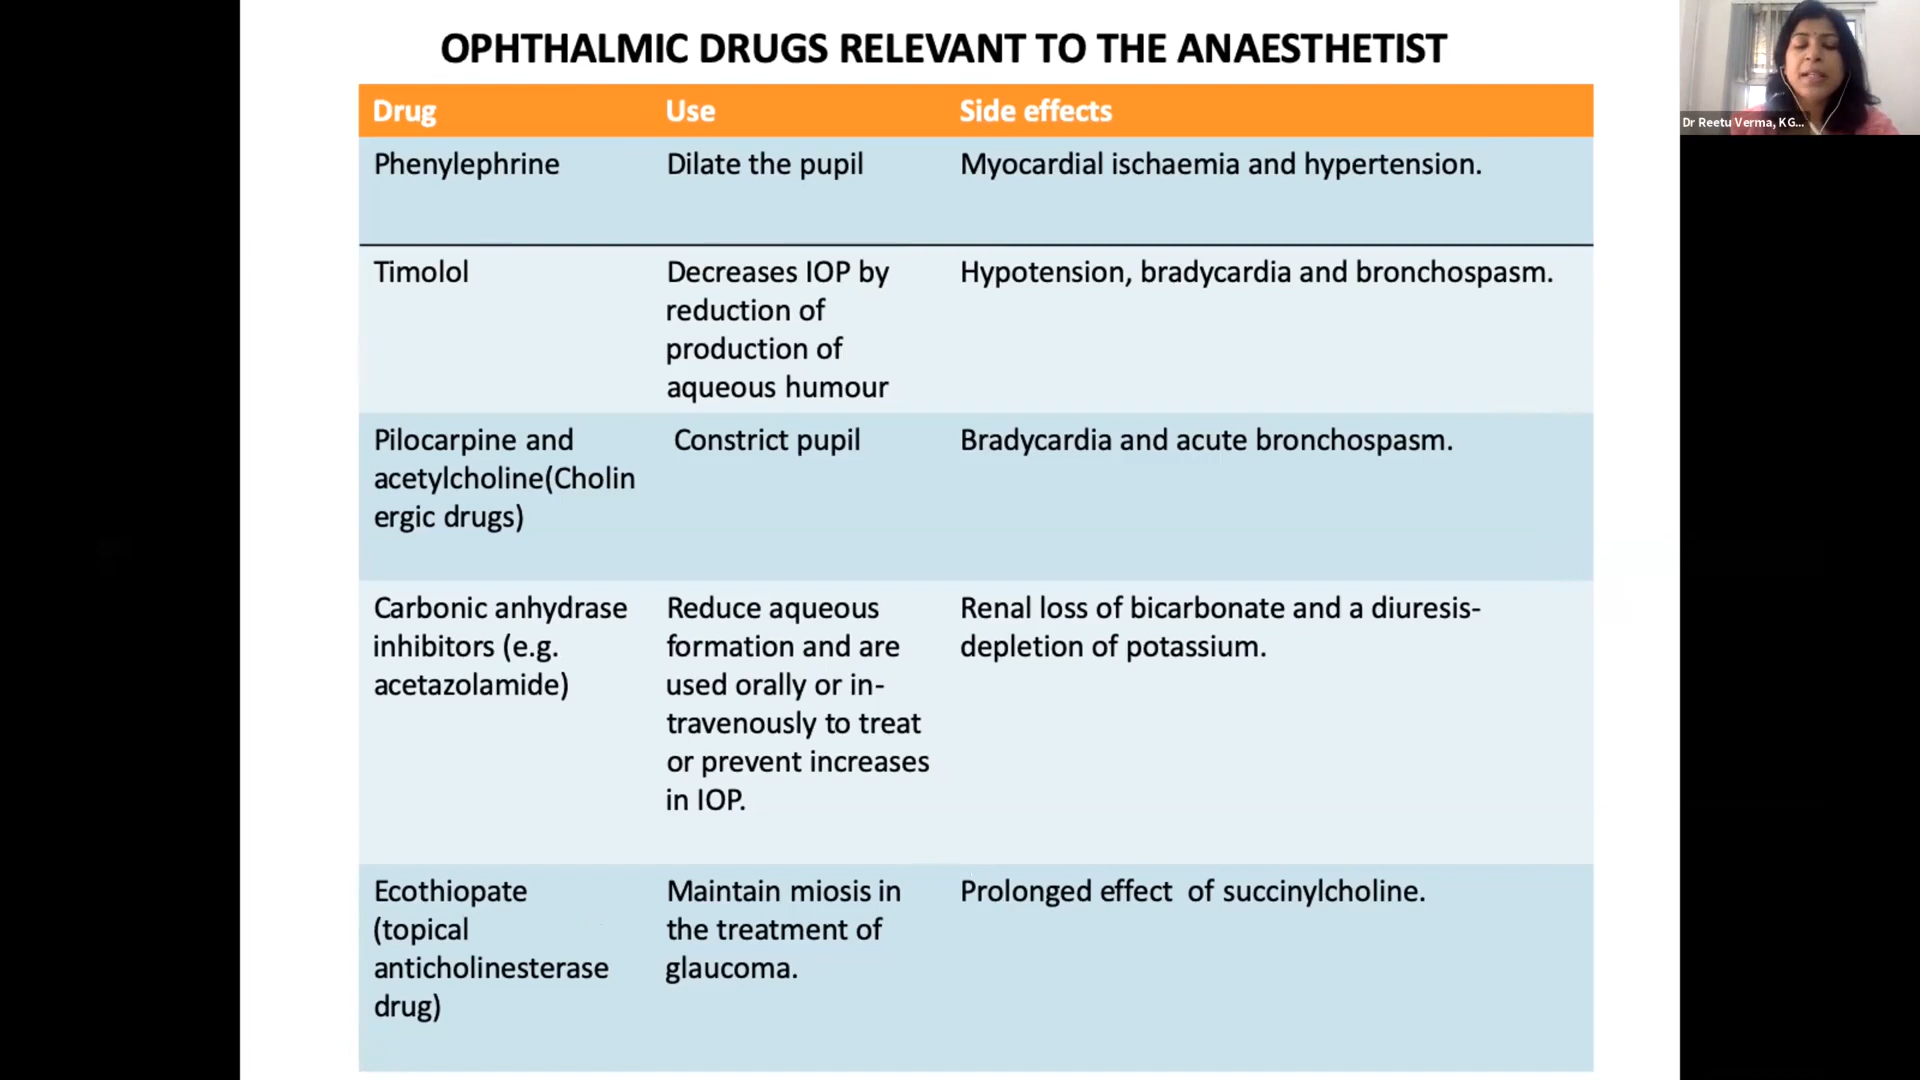 OPHTHALMIC DRUGS RELEVANT TO THE ANAESTHETIST
Drug Use Side effects
Phenylephrine Dilate the pupil Myocardial ischaemia and hypertension.
Timolol Decreases IOP by Hypotension, bradycardia and bronchospasm.
reduction of
production of
aqueous humour
Pilocarpine and Constrict pupil Bradycardia and acute bronchospasm.
acetylcholine(Cholin
ergic drugs)
Carbonic anhydrase Reduce aqueous Renal loss of bicarbonate and a diuresis-
inhibitors (e.g. formation and are depletion of potassium.
acetazolamide) used orally or in-
travenously to treat
or prevent increases
in IOP.
Ecothiopate Maintain miosis in Prolonged effect of succinylcholine.
(topical the treatment of
anticholinesterase glaucoma.
drug)
Dr Reetu Verma, KG...